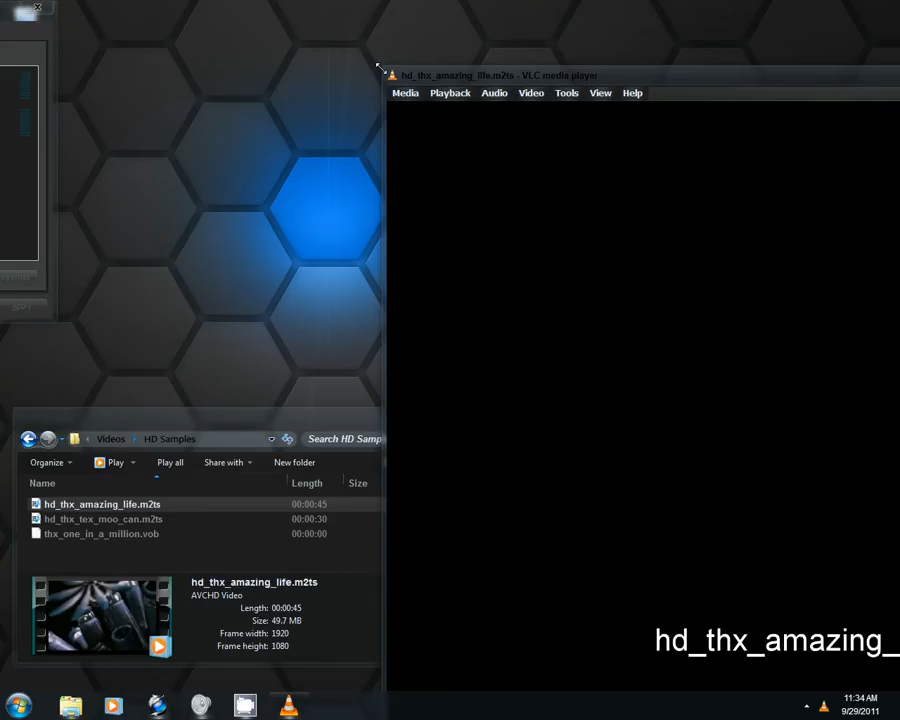 hd_thx_amazing_life.m2ts - VLC media player
Media Playback Audio Video Tools View Help
Videos HD Samples Search HD Samp
Organize Play Play all Share with New folder
Name Length Size
hd_thx_amazing_life.m2ts 00:00:45
hd_thx_tex_moo_can.m2ts 00:00:30
thx_one_in_a_million.vob 00:00:00
hd_thx_amazing_life.m2ts
AVCHD Video
Length: 00:00:45
Size: 49.7 MB
Frame width: 1920
Frame height: 1080
hd_thx_amazing_
11:34 AM
9/29/2011